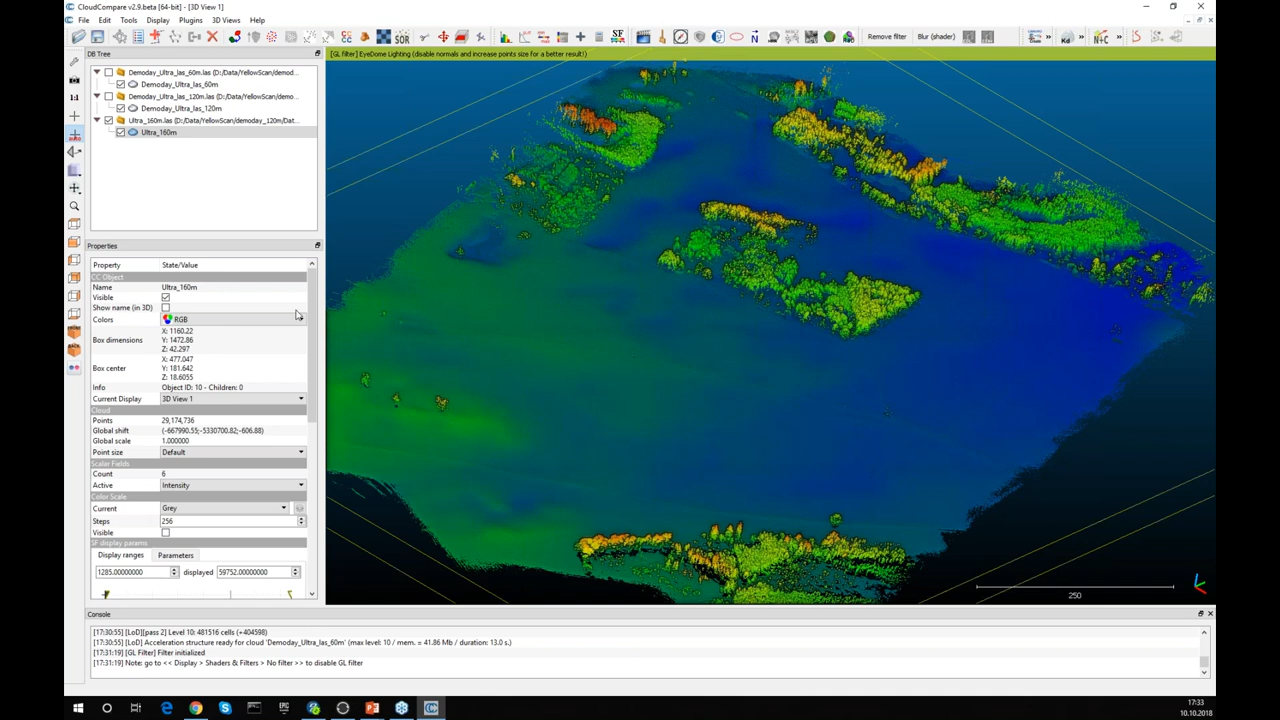 CloudCompare v2.9.beta [64-bit] - [3D View 1]
File Edit Tools Display Plugins 3D Views Help
SF SOR CC N Remove filter Blur (shader) Kd N+C
DB Tree
[GL filter] EyeDome Lighting (disable normals and increase points size for a better result!)
Demoday_Ultra_las_60m.las (D:/Data/YellowScan/demod...
Demoday_Ultra_las_60m
1:1
Demoday_Ultra_las_120m.las (D:/Data/YellowScan/demo...
Demoday_Ultra_las_120m
Ultra_160m.las (D:/Data/YellowScan/demoday_120m/Dat...
Ultra_160m
Properties
Property State/Value
CC Object
Name Ultra_160m
Visible
Show name (in 3D)
Colors RGB
Box dimensions X: 1160.22
Y: 1472.86
Z: 42.297
Box center X: 477.047
Y: 181.642
Z: 18.6055
Info Object ID: 10 - Children: 0
Current Display 3D View 1
Cloud
Points 29,174,736
Global shift (-667990.55;-5330700.82;-606.88)
Global scale 1.000000
Point size Default
Scalar Fields
Count 6
Active Intensity
Color Scale
Current Grey
Steps 256
Visible
SF display params
Display ranges Parameters
1285.00000000 displayed 59752.00000000
FRONT
BACK
250
Console
[17:30:55] [LoD][pass 2] Level 10: 481516 cells (+404598)
[17:30:55] [LoD] Acceleration structure ready for cloud 'Demoday_Ultra_las_60m' (max level: 10 / mem. = 41.86 Mb / duration: 13.0 s.)
[17:31:19] [GL Filter] Filter initialized
[17:31:19] Note: go to << Display > Shaders & Filters > No filter >> to disable GL filter
17:33
10.10.2018